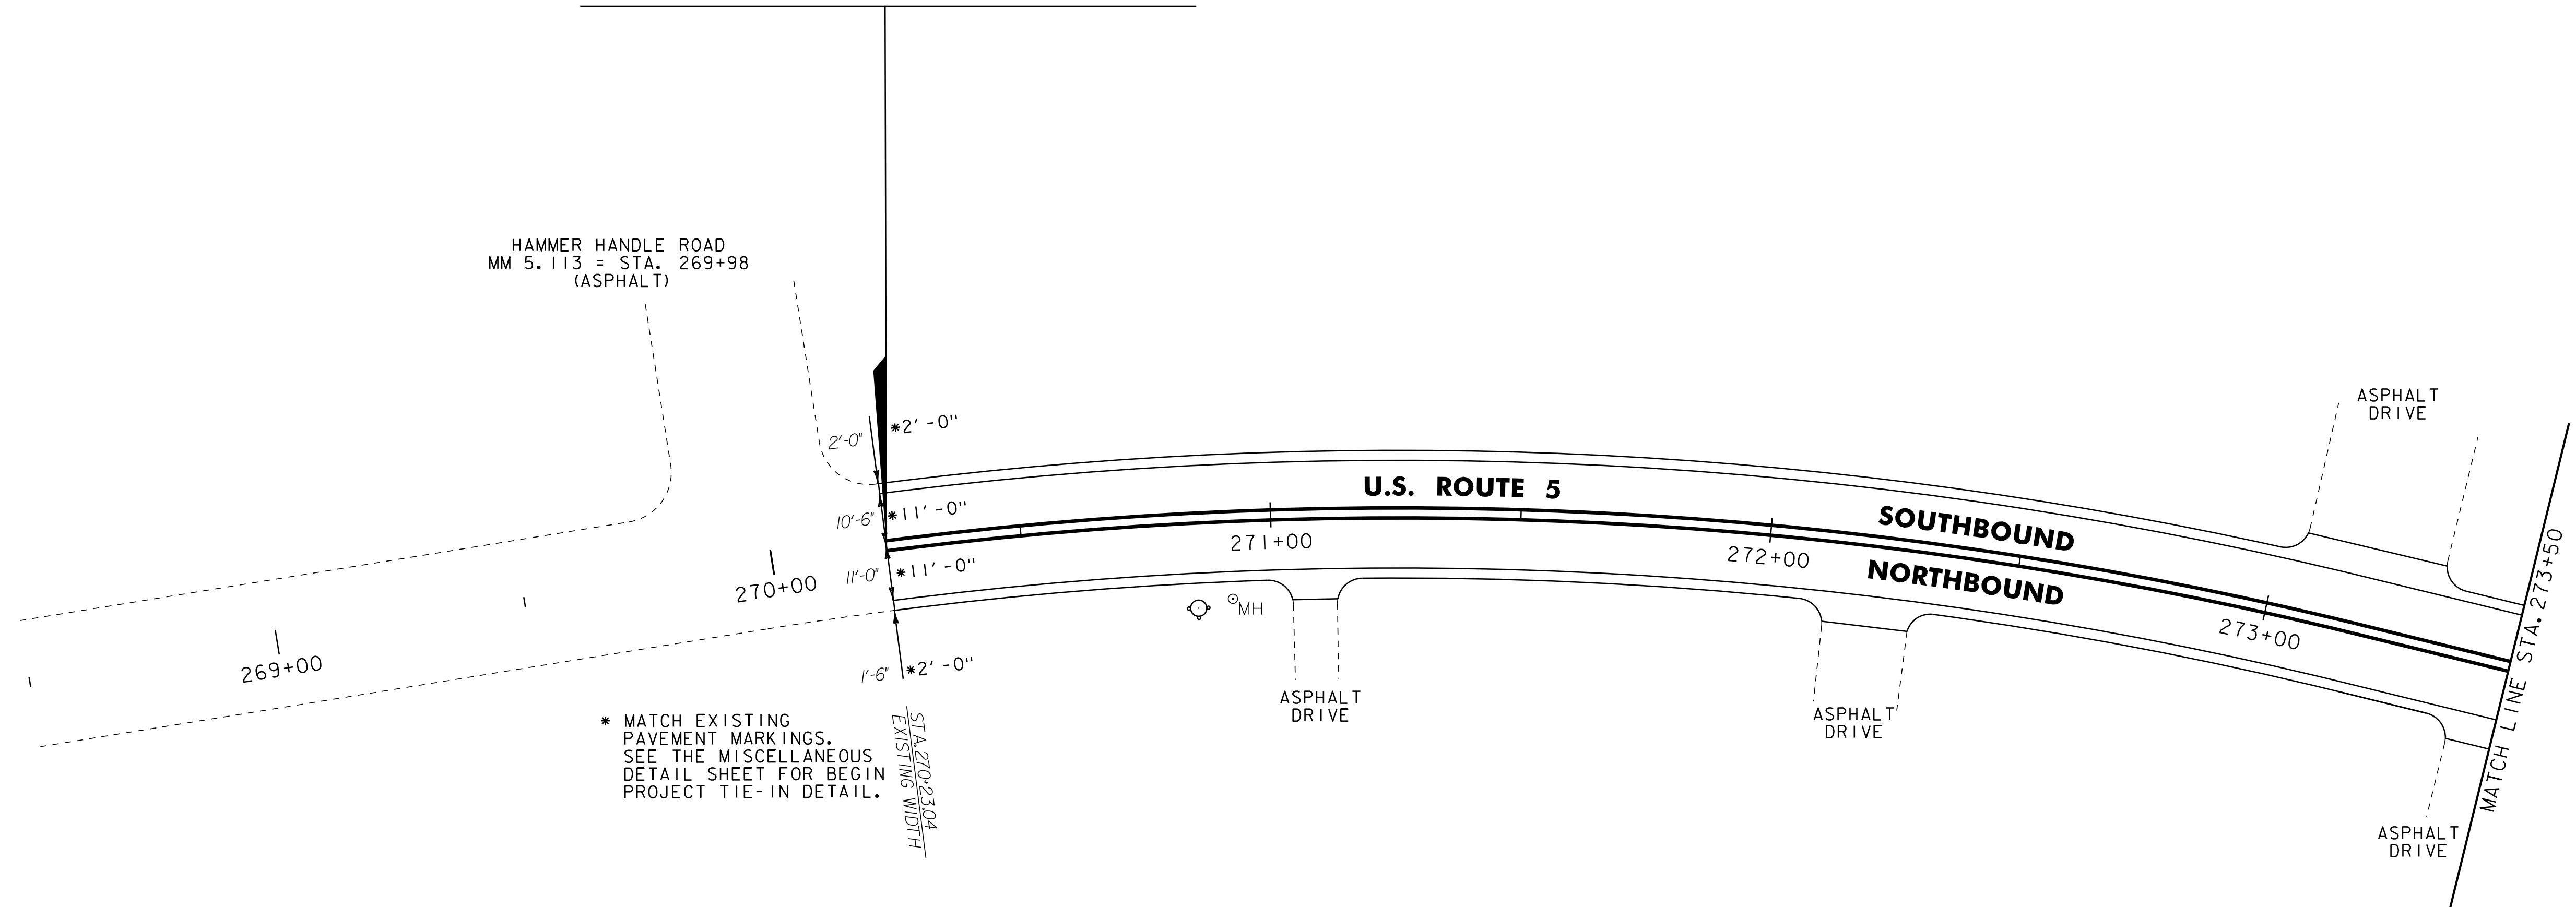 HAMMER HANDLE ROAD
MM 5.113 = STA. 269+98
(ASPHALT)
ASPHALT
DRIVE
2'-0"
*2'-0"
U.S. ROUTE 5
10'-6"
*11'-0"
SOUTHBOUND
271+00
272+00
NORTHBOUND
273+00
MATCH LINE STA. 273+50
11'-0"
*11'-0"
270+00
269+00
MH
1'-6"
*2'-0"
ASPHALT
DRIVE
ASPHALT
DRIVE
* MATCH EXISTING
PAVEMENT MARKINGS.
SEE THE MISCELLANEOUS
DETAIL SHEET FOR BEGIN
PROJECT TIE-IN DETAIL.
STA.270+23.04
EXISTING WIDTH
ASPHALT
DRIVE